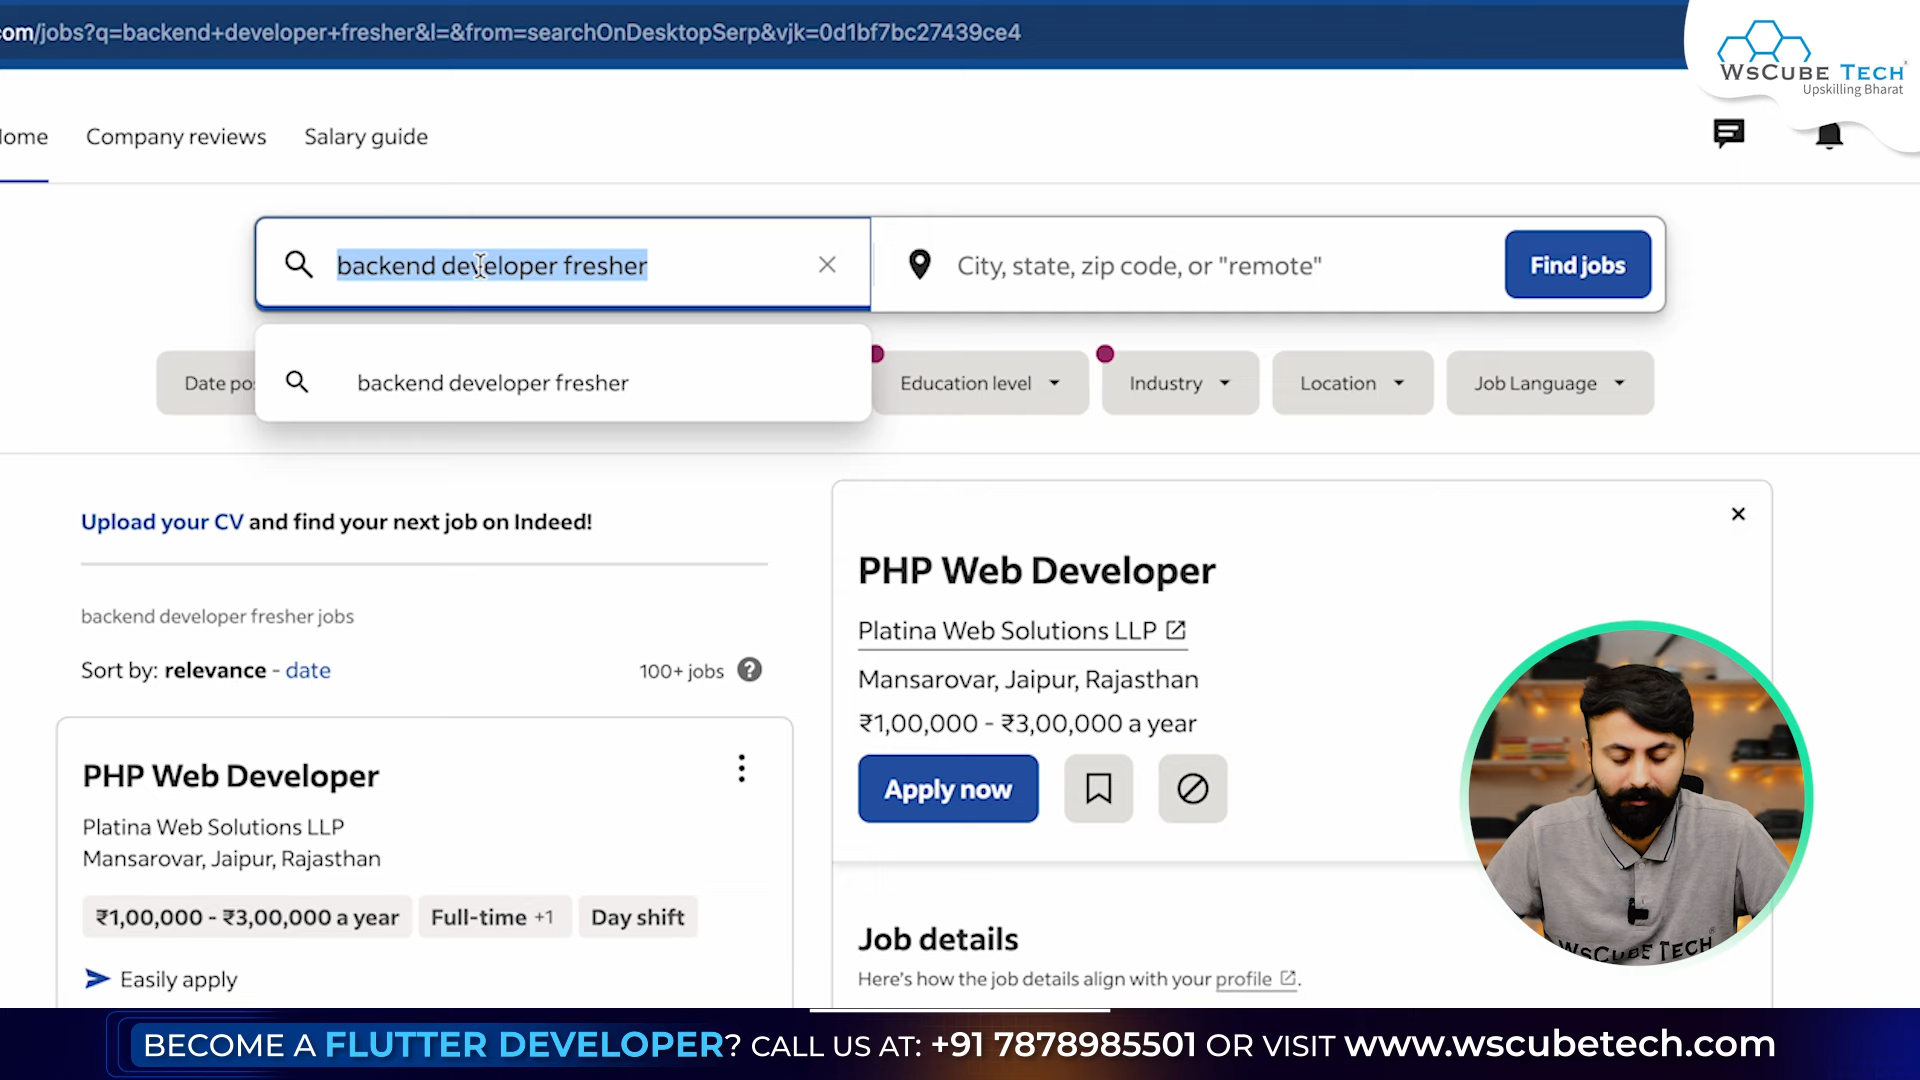 com/jobs?q=backend+developer+fresher&l=&from=searchOnDesktopSerp&vjk=0d1bf7bc27439ce4
WsCube Tech
Upskilling Bharat
Home Company reviews Salary guide
backend developer fresher
City, state, zip code, or "remote"
Find jobs
backend developer fresher
Date po
Education level
Industry
Location
Job Language
Upload your CV and find your next job on Indeed!
backend developer fresher jobs
Sort by: relevance - date
100+ jobs
PHP Web Developer
Platina Web Solutions LLP
Mansarovar, Jaipur, Rajasthan
₹1,00,000 - ₹3,00,000 a year
Full-time +1
Day shift
Easily apply
PHP Web Developer
Platina Web Solutions LLP
Mansarovar, Jaipur, Rajasthan
₹1,00,000 - ₹3,00,000 a year
Apply now
Job details
Here's how the job details align with your profile.
WsCube Tech
BECOME A FLUTTER DEVELOPER? CALL US AT: +91 7878985501 OR VISIT www.wscubetech.com